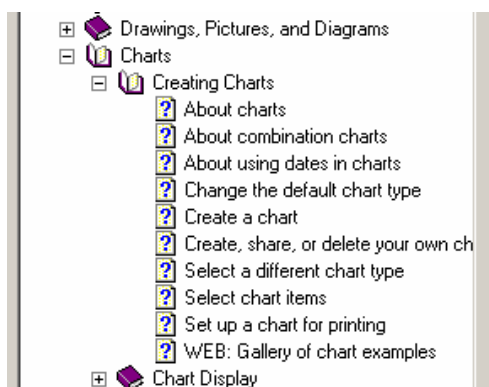 Drawings, Pictures, and Diagrams
Charts
Creating Charts
About charts
About combination charts
About using dates in charts
Change the default chart type
Create a chart
Create, share, or delete your own ch
Select a different chart type
Select chart items
Set up a chart for printing
WEB: Gallery of chart examples
Chart Display